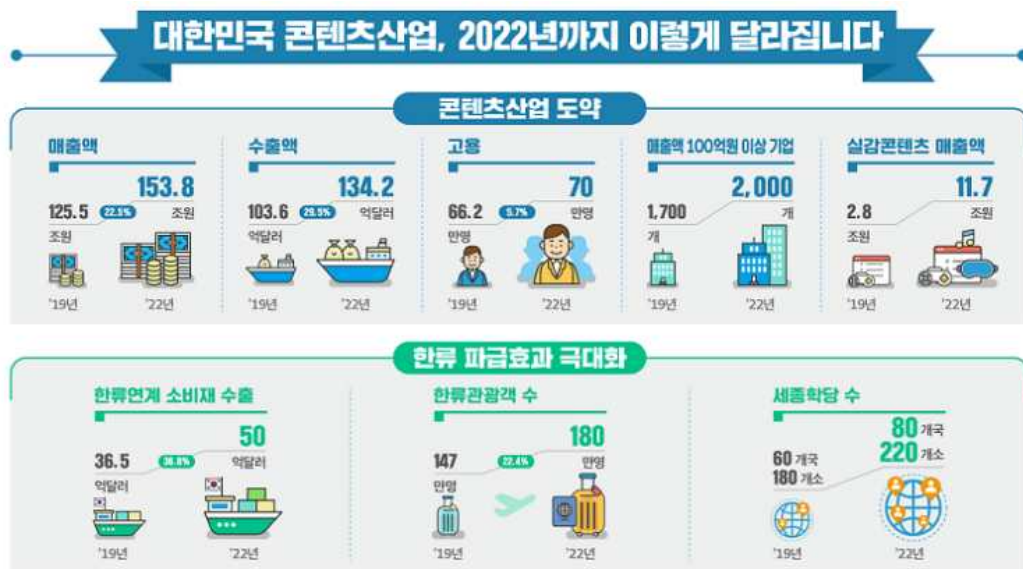 대한민국 콘텐츠산업, 2022년까지 이렇게 달라집니다
콘텐츠산업 도약
매출액
153.8
조원
125.5
조원
22.5%
'19년
'22년
수출액
134.2
억달러
103.6
억달러
29.5%
'19년
'22년
고용
70
만명
66.2
만명
5.7%
'19년
'22년
매출액 100억원 이상 기업
2,000
개
1,700
개
'19년
'22년
실감콘텐츠 매출액
11.7
조원
2.8
조원
'19년
'22년
한류 파급효과 극대화
한류연계 소비재 수출
50
억달러
36.5
억달러
36.8%
'19년
'22년
한류관광객 수
180
만명
147
만명
22.4%
'19년
'22년
세종학당 수
80 개국
220 개소
60 개국
180 개소
'19년
'22년